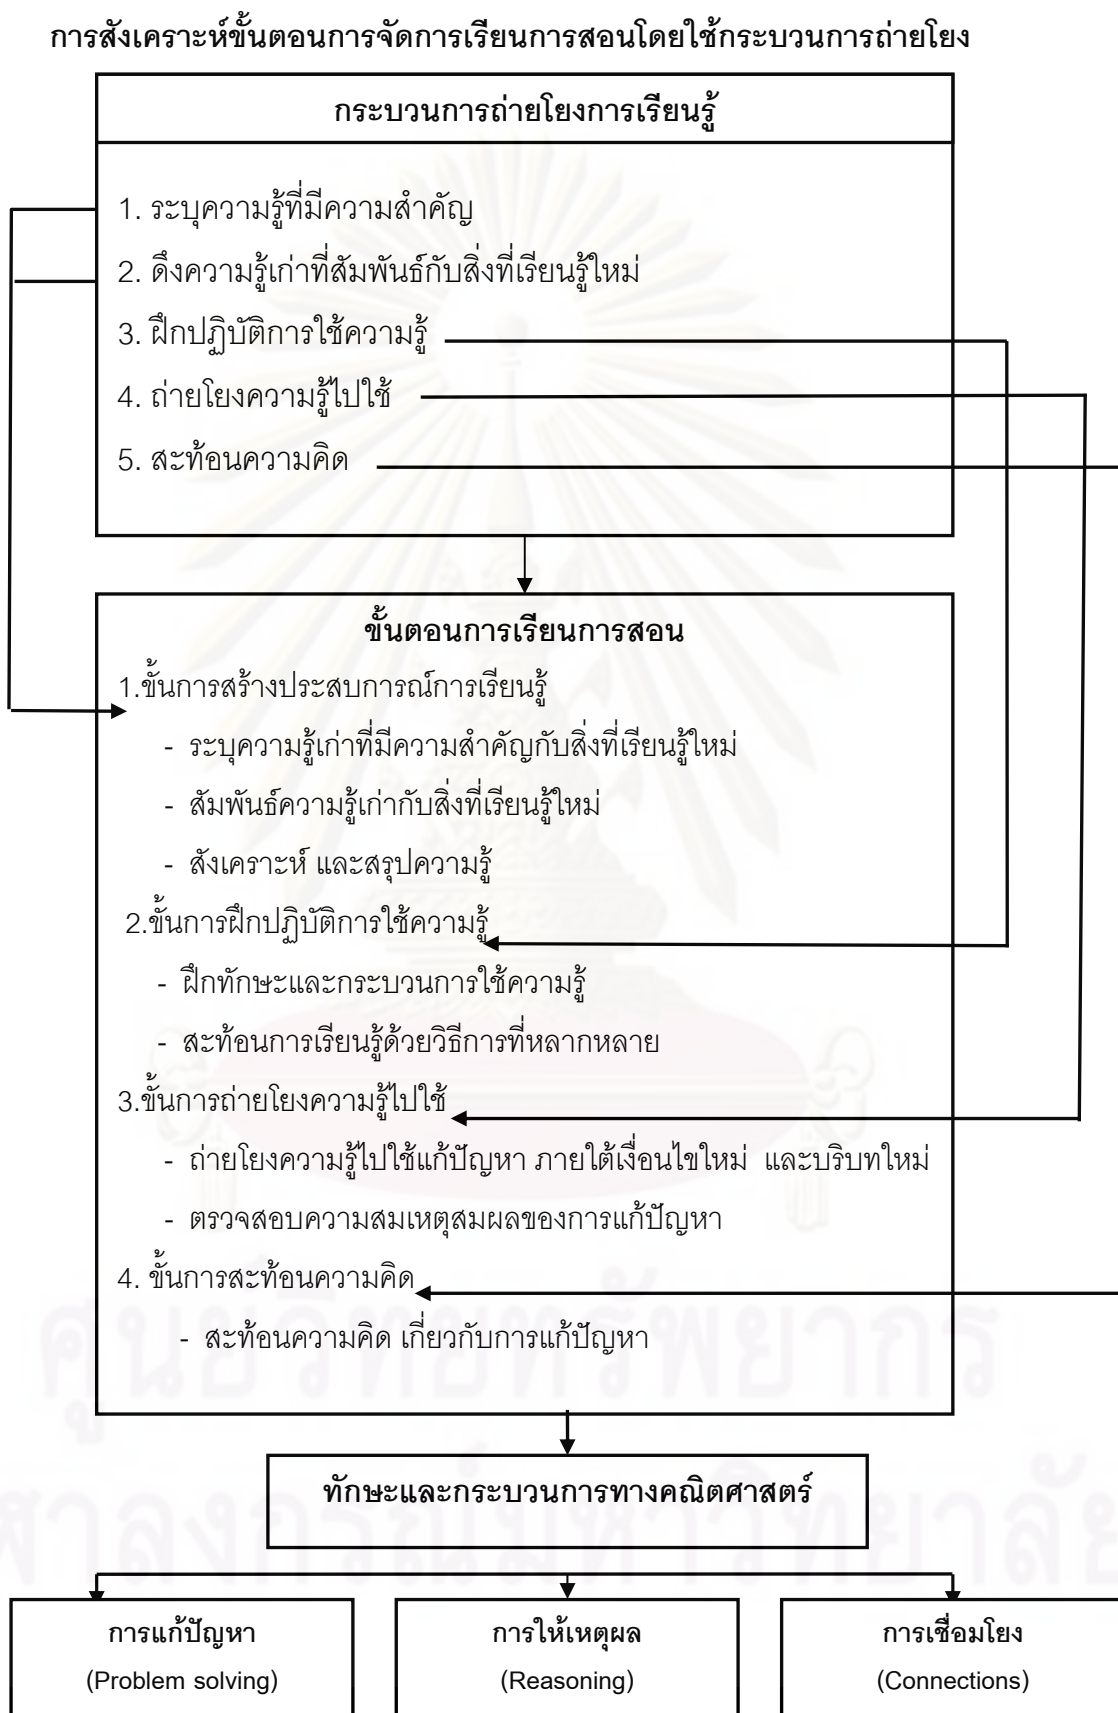 การสังเคราะห์ขั้นตอนการจัดการเรียนการสอนโดยใช้กระบวนการถ่ายโยง
กระบวนการถ่ายโยงการเรียนรู้
1. ระบุความรู้ที่มีความสำคัญ
2. ดึงความรู้เก่าที่สัมพันธ์กับสิ่งที่เรียนรู้ใหม่
3. ฝึกปฏิบัติการใช้ความรู้
4. ถ่ายโยงความรู้ไปใช้
5. สะท้อนความคิด
ขั้นตอนการเรียนการสอน
1.ขั้นการสร้างประสบการณ์การเรียนรู้
- ระบุความรู้เก่าที่มีความสำคัญกับสิ่งที่เรียนรู้ใหม่
- สัมพันธ์ความรู้เก่ากับสิ่งที่เรียนรู้ใหม่
- สังเคราะห์ และสรุปความรู้
2.ขั้นการฝึกปฏิบัติการใช้ความรู้
- ฝึกทักษะและกระบวนการใช้ความรู้
- สะท้อนการเรียนรู้ด้วยวิธีการที่หลากหลาย
3.ขั้นการถ่ายโยงความรู้ไปใช้
- ถ่ายโยงความรู้ไปใช้แก้ปัญหา ภายใต้เงื่อนไขใหม่ และบริบทใหม่
- ตรวจสอบความสมเหตุสมผลของการแก้ปัญหา
4. ขั้นการสะท้อนความคิด
- สะท้อนความคิด เกี่ยวกับการแก้ปัญหา
ศูนย์วิทยทรัพยากร
ทักษะและกระบวนการทางคณิตศาสตร์
จุฬาลงกรณ์มหาวิทยาลัย
การแก้ปัญหา
(Problem solving)
การให้เหตุผล
(Reasoning)
การเชื่อมโยง
(Connections)